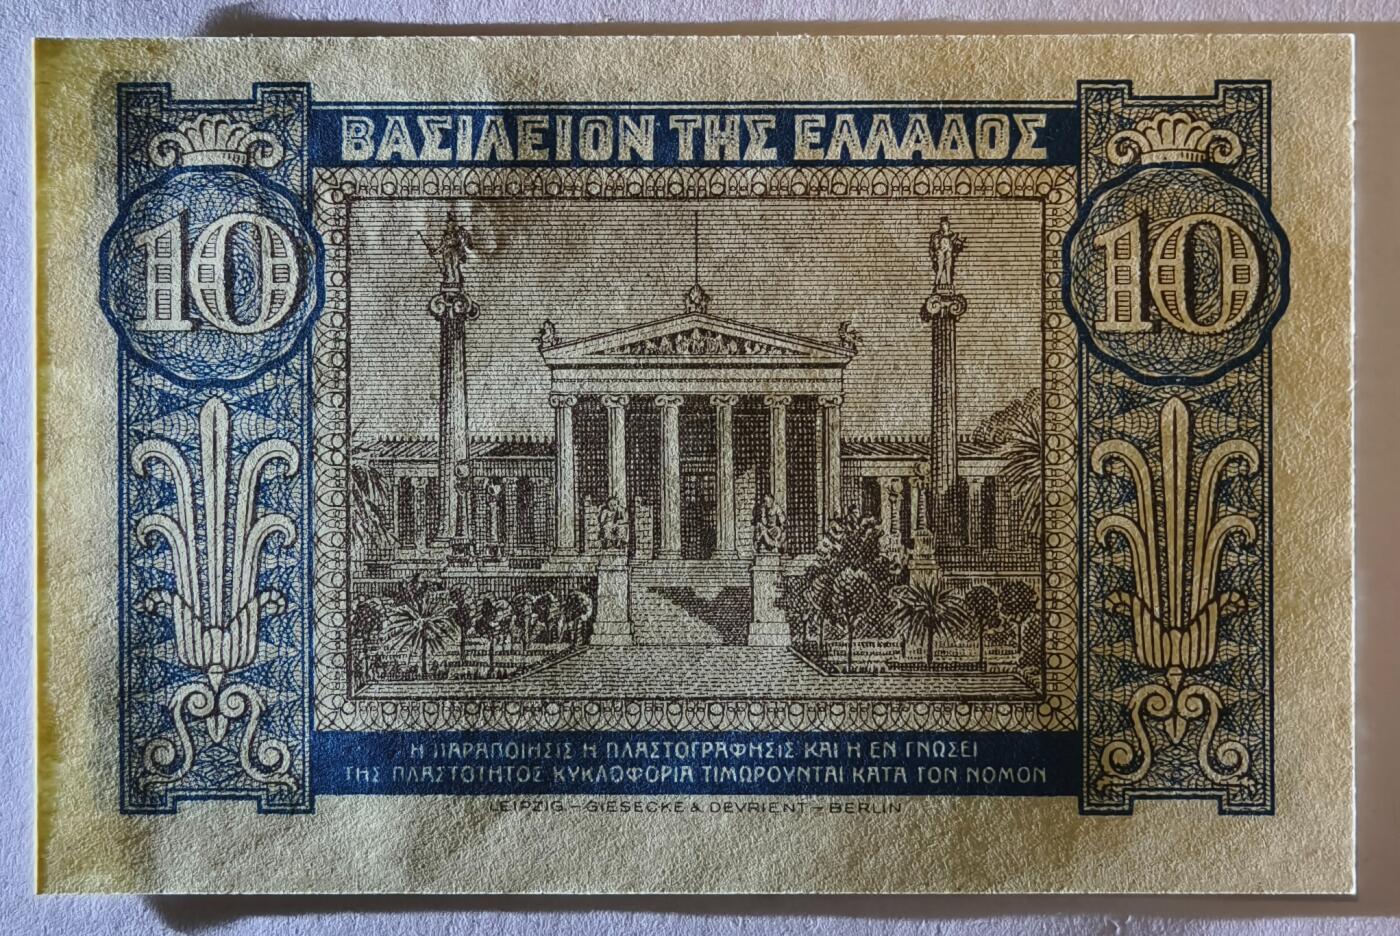 ΒΑΣΙΛΕΙΟΝ ΤΗΣ ΕΛΛΑΔΟΣ
10
10
Η ΠΑΡΑΠΟΙΗΣΙΣ Η ΠΛΑΣΤΟΓΡΑΦΗΣΙΣ ΚΑΙ Η ΕΝ ΓΝΩΣΕΙ
ΤΗΣ ΠΛΑΣΤΟΤΗΤΟΣ ΚΥΚΛΟΦΟΡΙΑ ΤΙΜΩΡΟΥΝΤΑΙ ΚΑΤΑ ΤΟΝ ΝΟΜΟΝ
LEIPZIG – GIESECKE & DEVRIENT – BERLIN